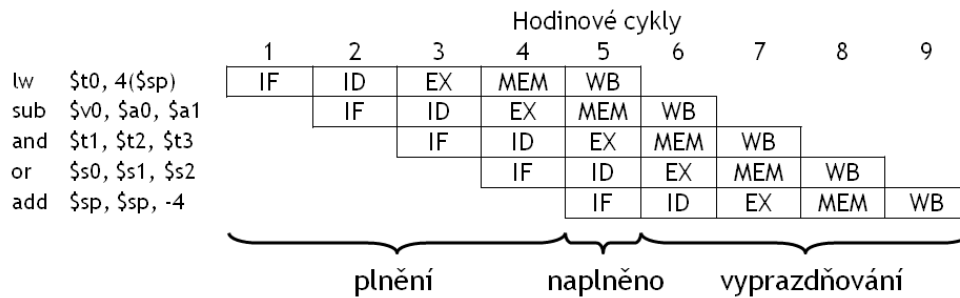 Hodinové cykly
1 2 3 4 5 6 7 8 9
lw $t0, 4($sp) IF ID EX MEM WB
sub $v0, $a0, $a1 IF ID EX MEM WB
and $t1, $t2, $t3 IF ID EX MEM WB
or $s0, $s1, $s2 IF ID EX MEM WB
add $sp, $sp, -4 IF ID EX MEM WB
plnění naplněno vyprazdňování